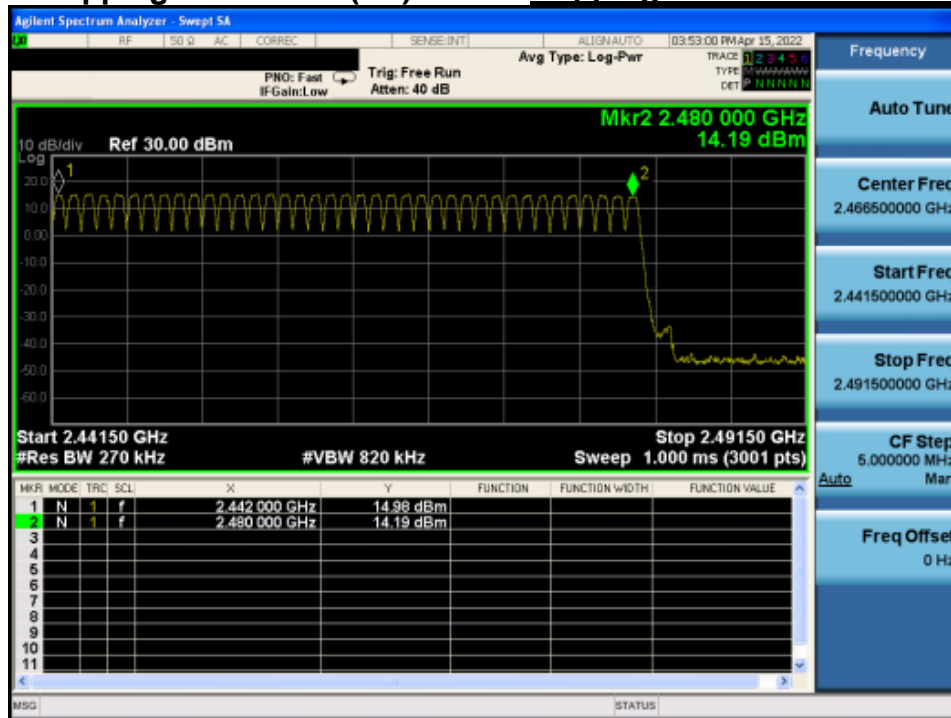 Agilent Spectrum Analyzer - Swept SA
RF 50 Ω AC CORREC SENSE:INT ALIGNAUTO 03:53:00 PM Apr 15, 2022
Frequency
Avg Type: Log-Pwr
TRACE 1 2 3 4 5 6
PNO: Fast Trig: Free Run
TYPE M
IFGain:Low Atten: 40 dB
DET P N N N N N
Auto Tune
Mkr2 2.480 000 GHz
14.19 dBm
10 dB/div Ref 30.00 dBm
Log
1
2
20.0
10.0
0.00
-10.0
-20.0
-30.0
-40.0
-50.0
-60.0
Center Freq
2.466500000 GHz
Start Freq
2.441500000 GHz
Stop Freq
2.491500000 GHz
Start 2.44150 GHz Stop 2.49150 GHz
#Res BW 270 kHz #VBW 820 kHz Sweep 1.000 ms (3001 pts)
CF Step
5.000000 MHz
Auto Man
MKR MODE TRC SCL X Y FUNCTION FUNCTION WIDTH FUNCTION VALUE
1 N 1 f 2.442 000 GHz 14.98 dBm
2 N 1 f 2.480 000 GHz 14.19 dBm
3
4
5
6
7
8
9
10
11
Freq Offset
0 Hz
MSG STATUS